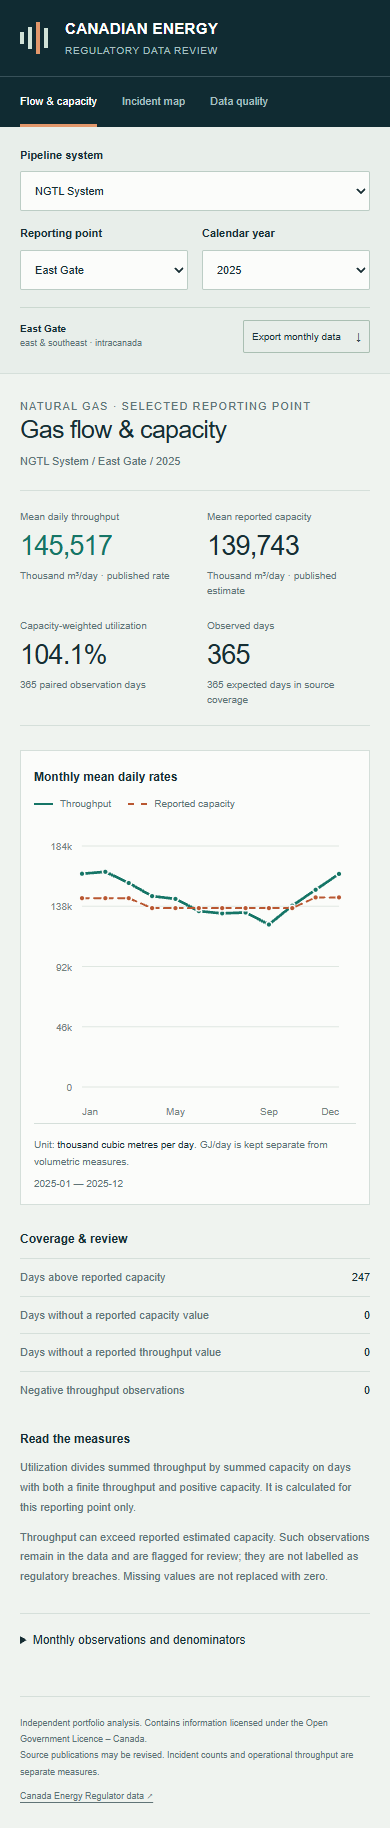 CANADIAN ENERGY
REGULATORY DATA REVIEW
Flow & capacity
Incident map
Data quality
Pipeline system
NGTL System
Reporting point
Calendar year
East Gate
2025
East Gate
east & southeast · intracanada
Export monthly data ↓
NATURAL GAS · SELECTED REPORTING POINT
Gas flow & capacity
NGTL System / East Gate / 2025
Mean daily throughput
145,517
Thousand m³/day · published rate
Mean reported capacity
139,743
Thousand m³/day · published
estimate
Capacity-weighted utilization
104.1%
365 paired observation days
Observed days
365
365 expected days in source
coverage
Monthly mean daily rates
Throughput
Reported capacity
184k
138k
92k
46k
0
Jan
May
Sep
Dec
Unit: thousand cubic metres per day. GJ/day is kept separate from
volumetric measures.
2025-01 — 2025-12
Coverage & review
Days above reported capacity 247
Days without a reported capacity value 0
Days without a reported throughput value 0
Negative throughput observations 0
Read the measures
Utilization divides summed throughput by summed capacity on days
with both a finite throughput and positive capacity. It is calculated for
this reporting point only.
Throughput can exceed reported estimated capacity. Such observations
remain in the data and are flagged for review; they are not labelled as
regulatory breaches. Missing values are not replaced with zero.
Monthly observations and denominators
Independent portfolio analysis. Contains information licensed under the Open
Government Licence – Canada.
Source publications may be revised. Incident counts and operational throughput are
separate measures.
Canada Energy Regulator data ↗